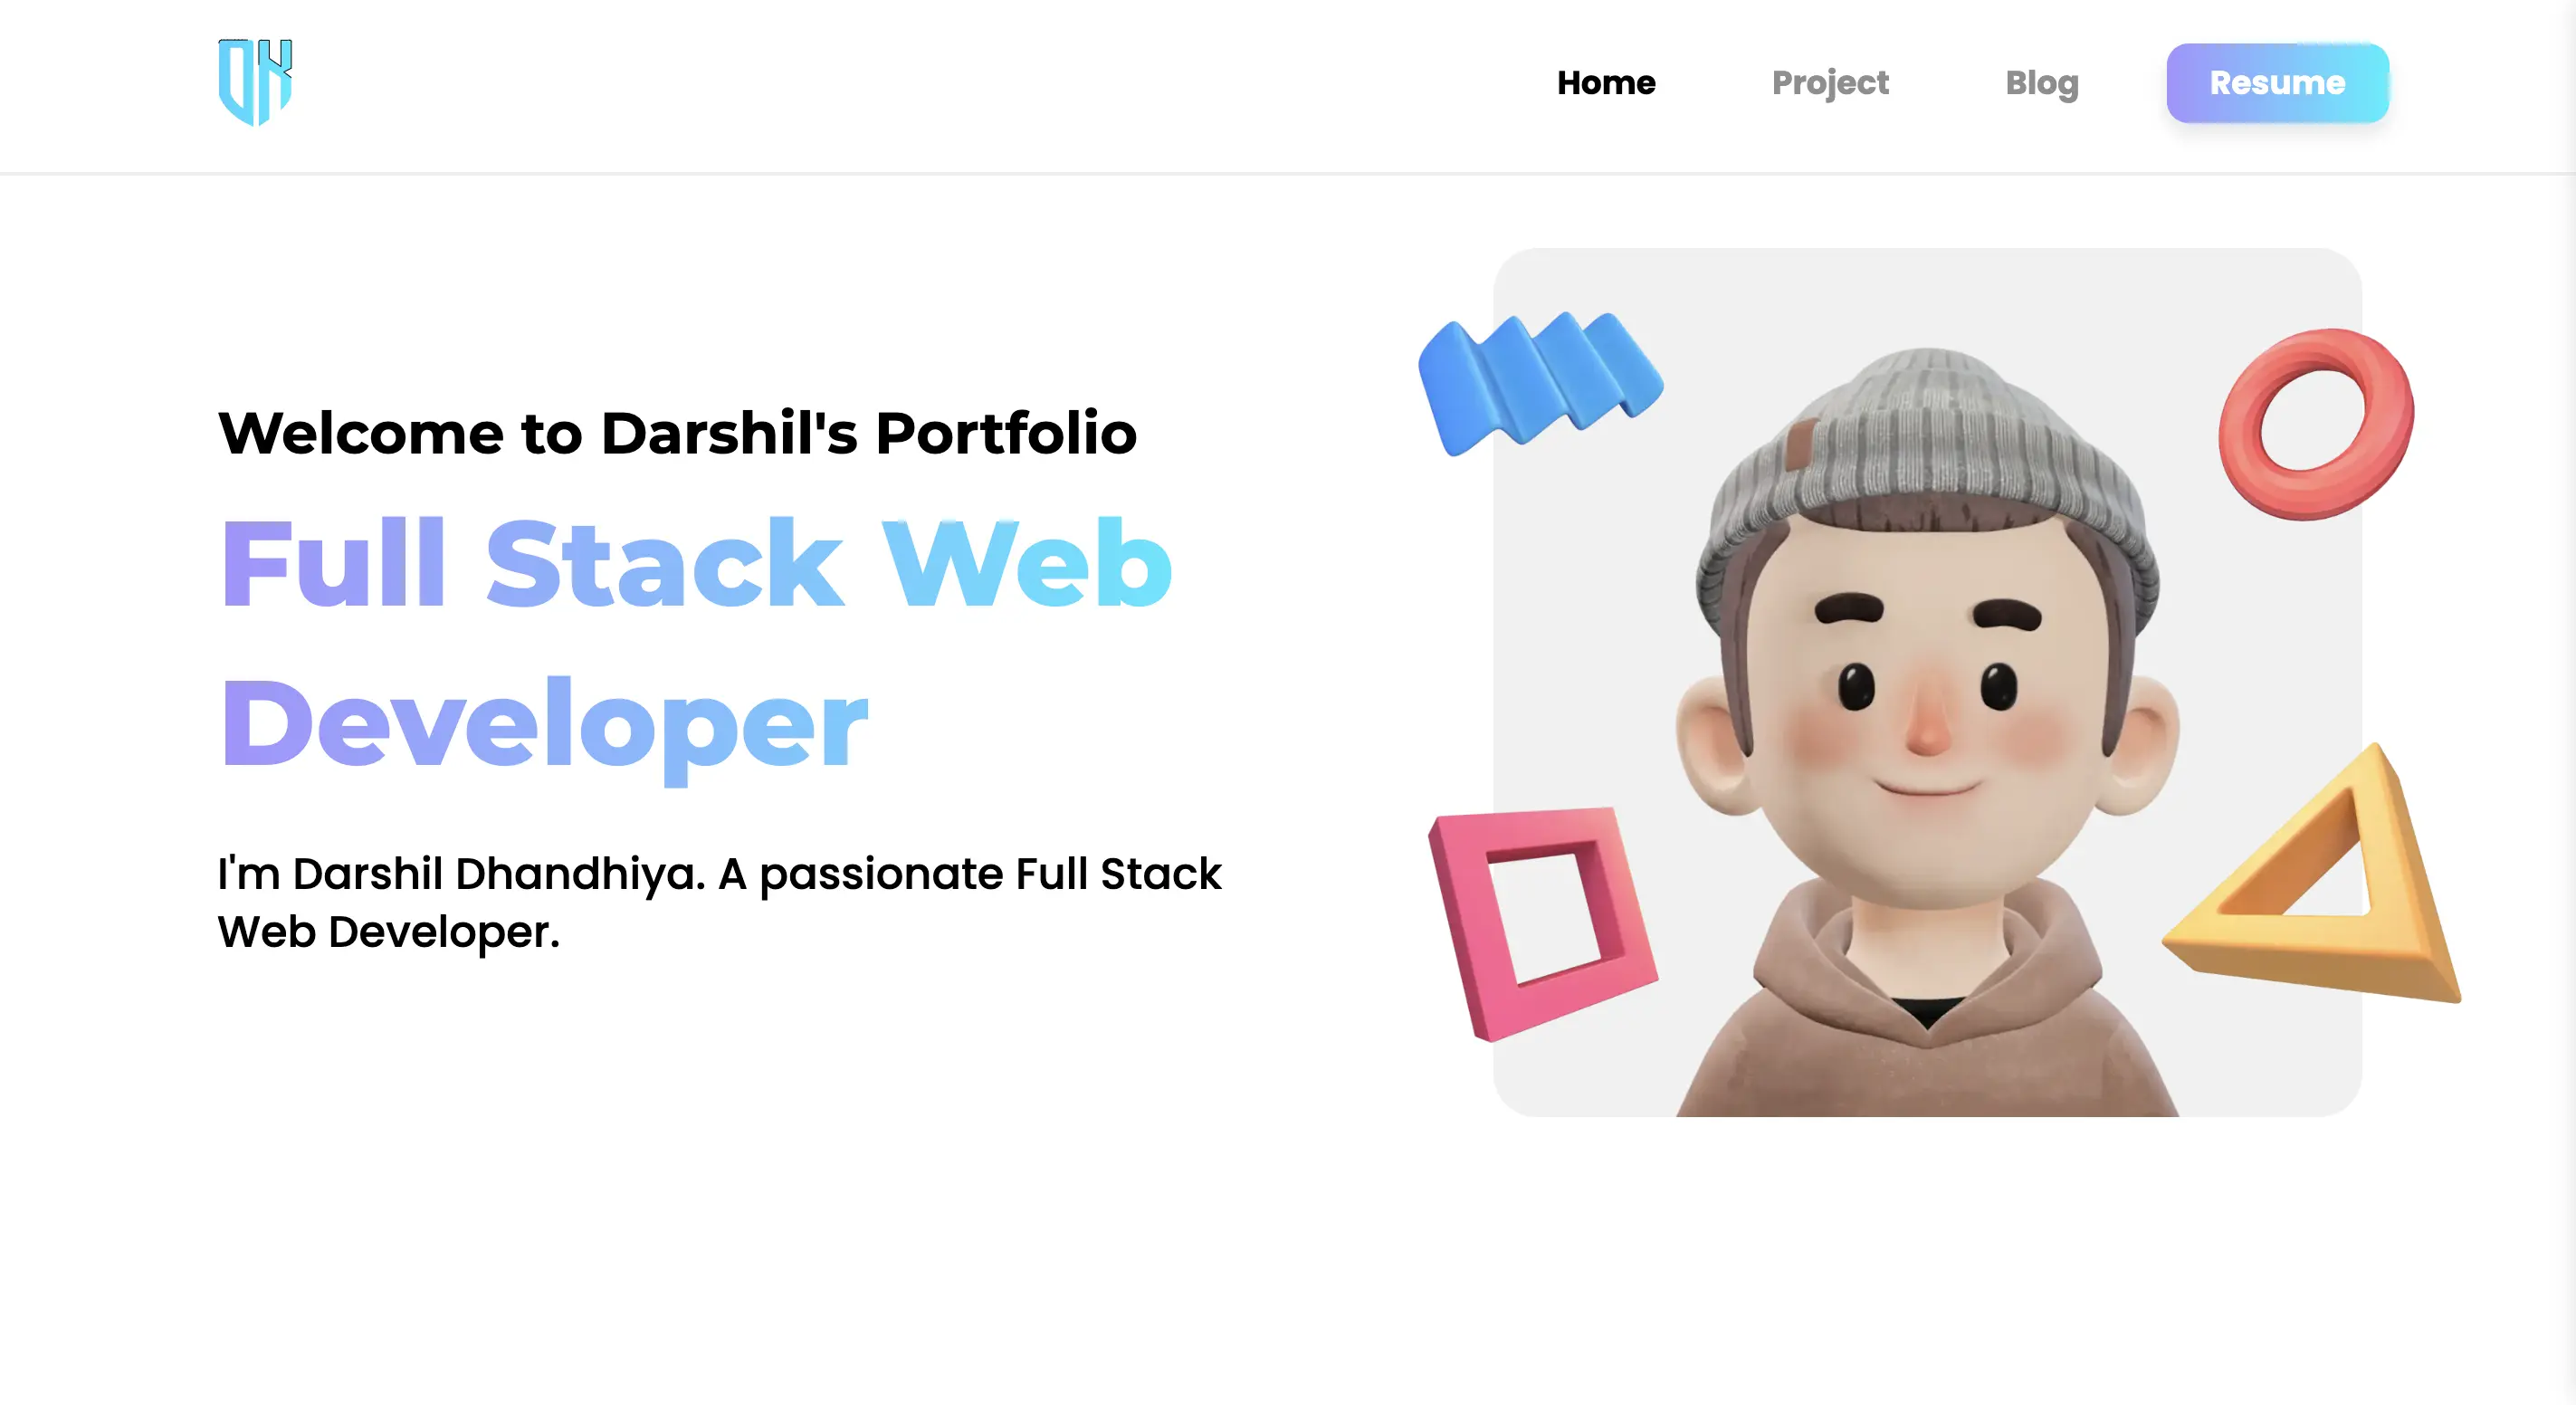 Home
Project
Blog
Resume
Welcome to Darshil's Portfolio
Full Stack Web
Developer
I'm Darshil Dhandhiya. A passionate Full Stack
Web Developer.